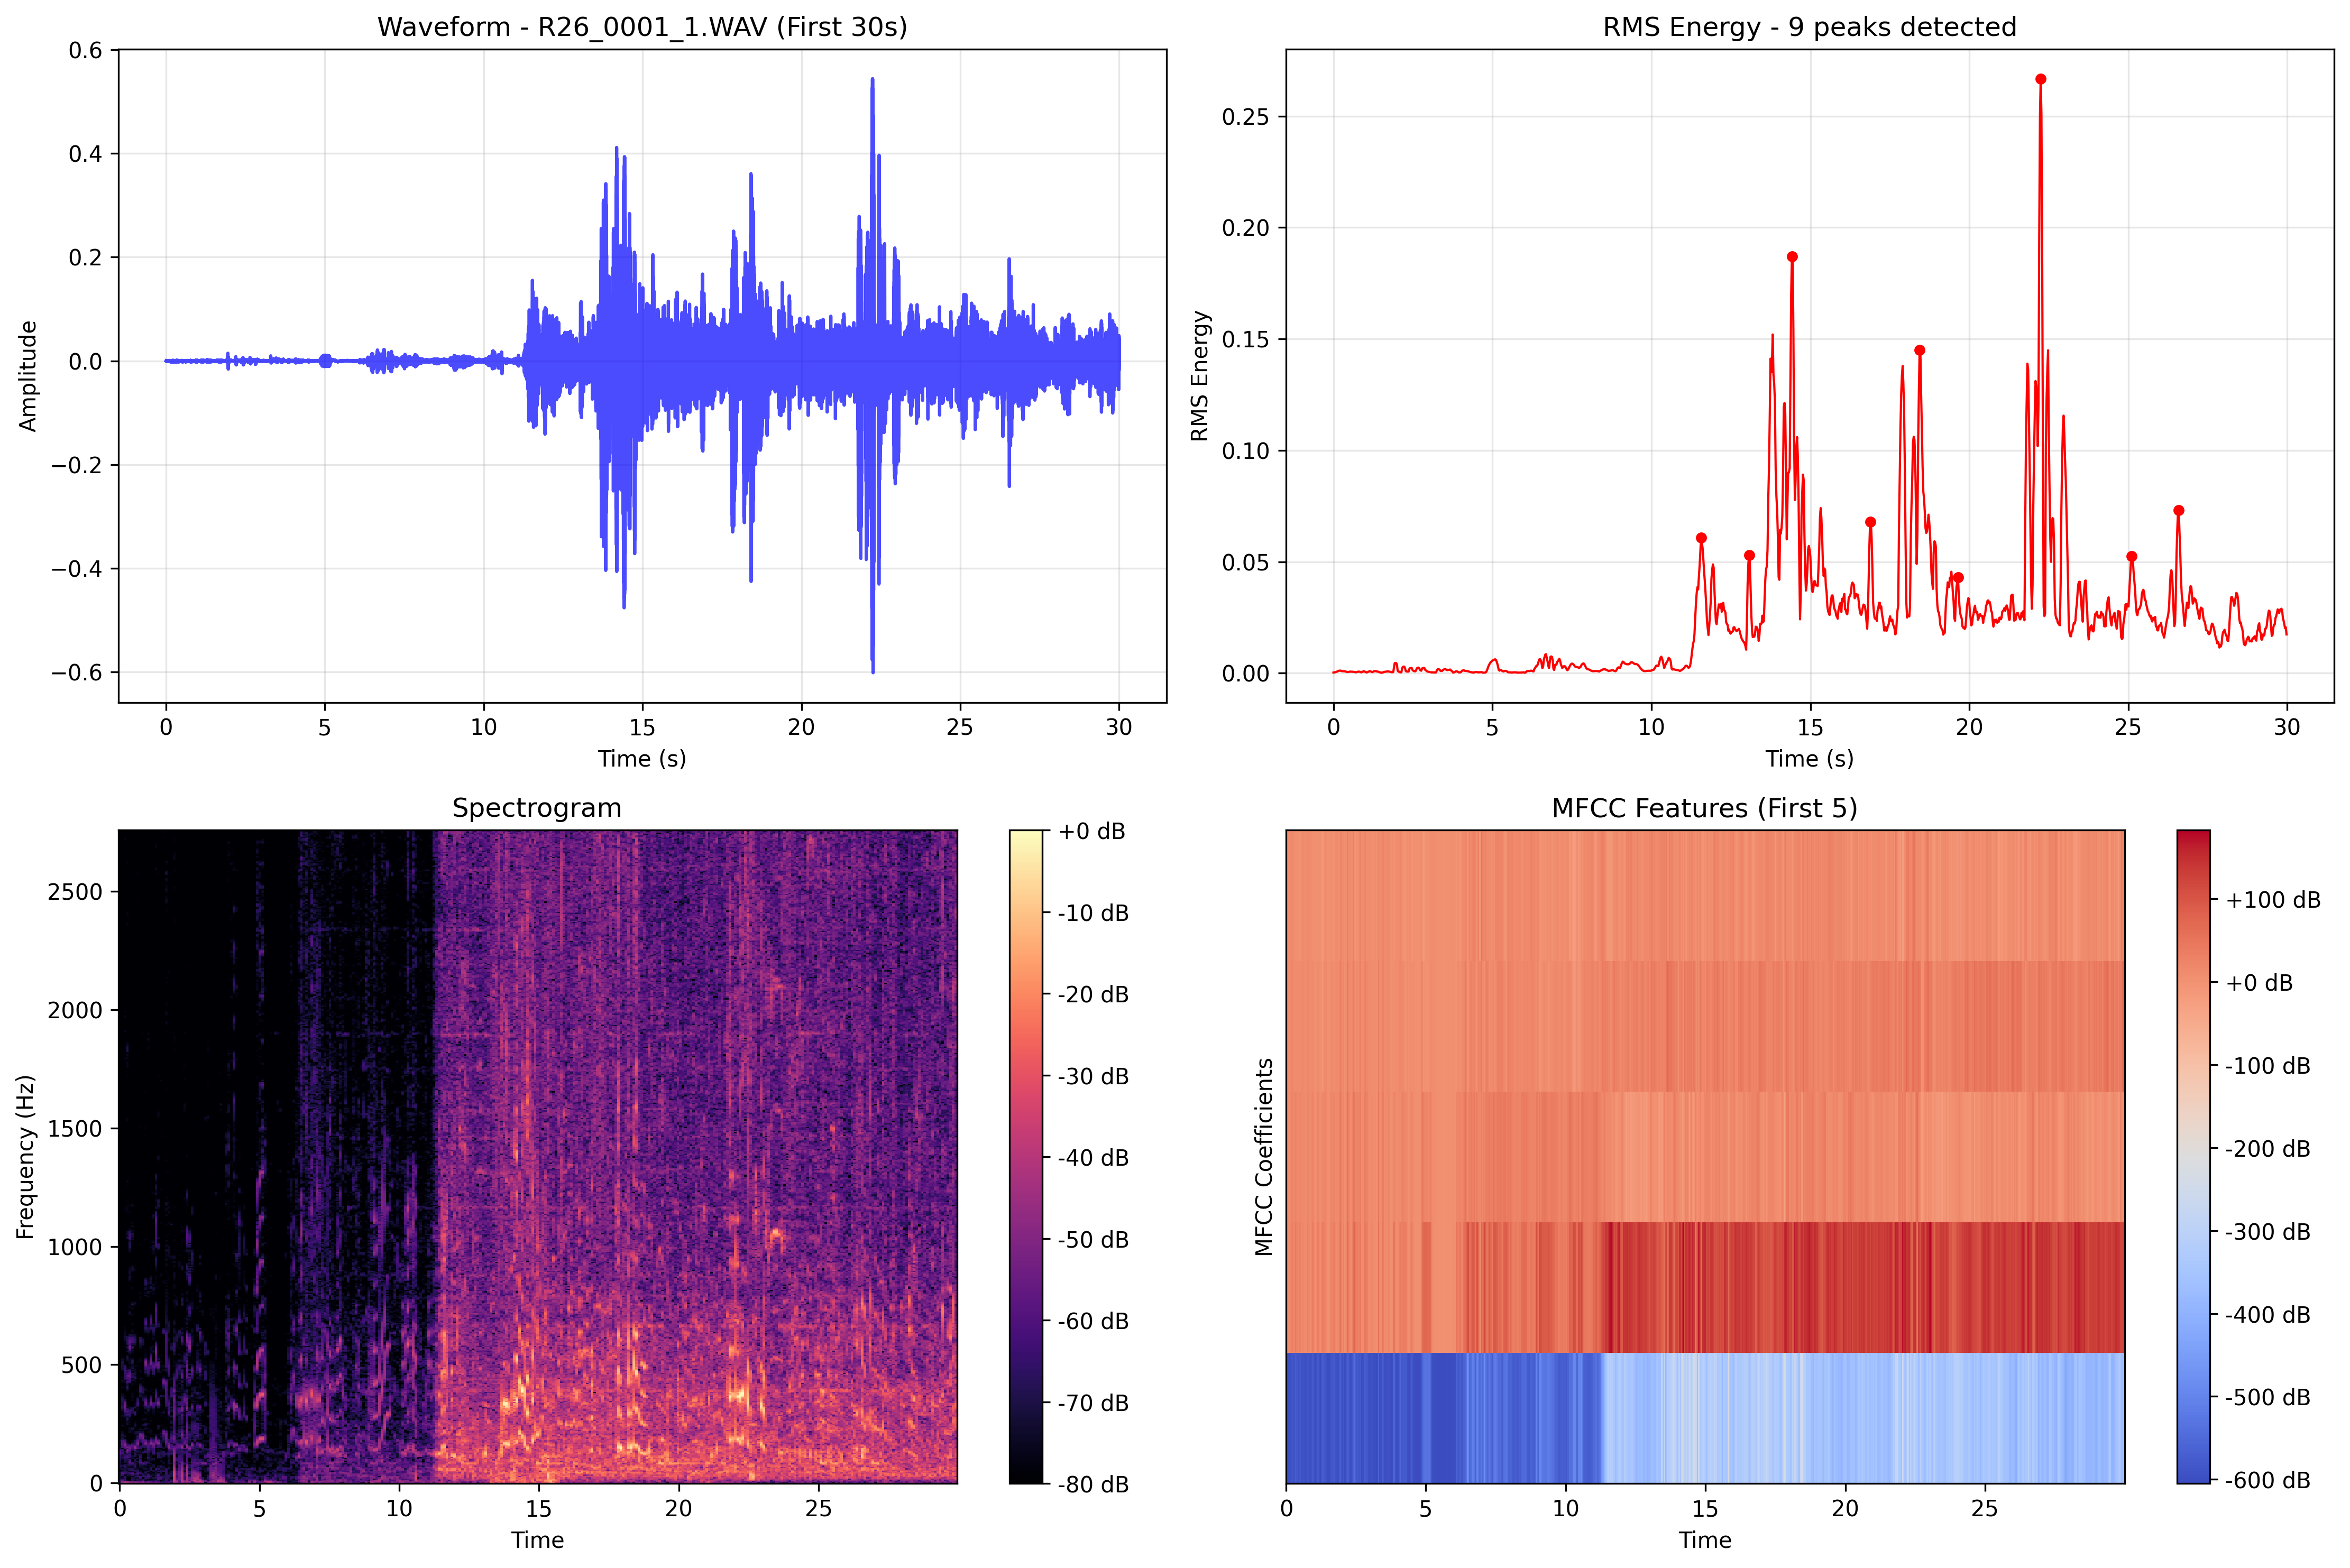 Waveform - R26_0001_1.WAV (First 30s)
0.6
0.4
0.2
0.0
−0.2
−0.4
−0.6
Amplitude
0 5 10 15 20 25 30
Time (s)
RMS Energy - 9 peaks detected
0.25
0.20
0.15
0.10
0.05
0.00
RMS Energy
0 5 10 15 20 25 30
Time (s)
Spectrogram
2500
2000
1500
1000
500
0
Frequency (Hz)
0 5 10 15 20 25
Time
+0 dB
-10 dB
-20 dB
-30 dB
-40 dB
-50 dB
-60 dB
-70 dB
-80 dB
MFCC Features (First 5)
MFCC Coefficients
0 5 10 15 20 25
Time
+100 dB
+0 dB
-100 dB
-200 dB
-300 dB
-400 dB
-500 dB
-600 dB